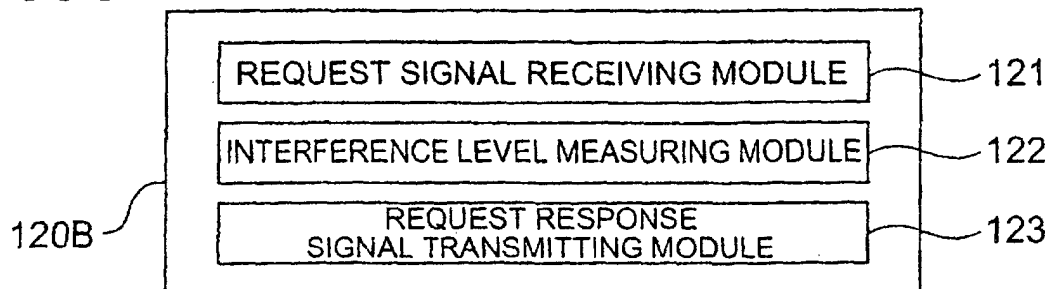 REQUEST SIGNAL RECEIVING MODULE
121
INTERFERENCE LEVEL MEASURING MODULE
122
120B
REQUEST RESPONSE
SIGNAL TRANSMITTING MODULE
123